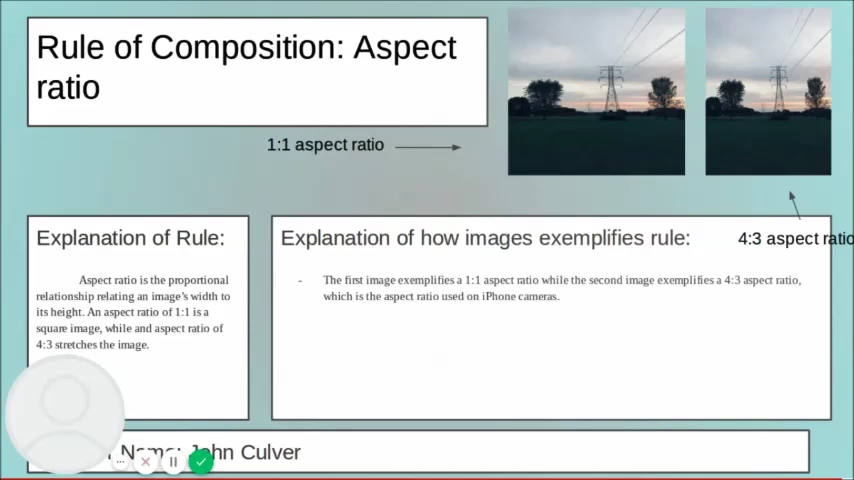 Rule of Composition: Aspect
ratio
1:1 aspect ratio
Explanation of Rule:
Explanation of how images exemplifies rule:
4:3 aspect ratio
Aspect ratio is the proportional
relationship relating an image's width to
its height. An aspect ratio of 1:1 is a
square image, while and aspect ratio of
4:3 stretches the image.
- The first image exemplifies a 1:1 aspect ratio while the second image exemplifies a 4:3 aspect ratio,
which is the aspect ratio used on iPhone cameras.
Name: John Culver